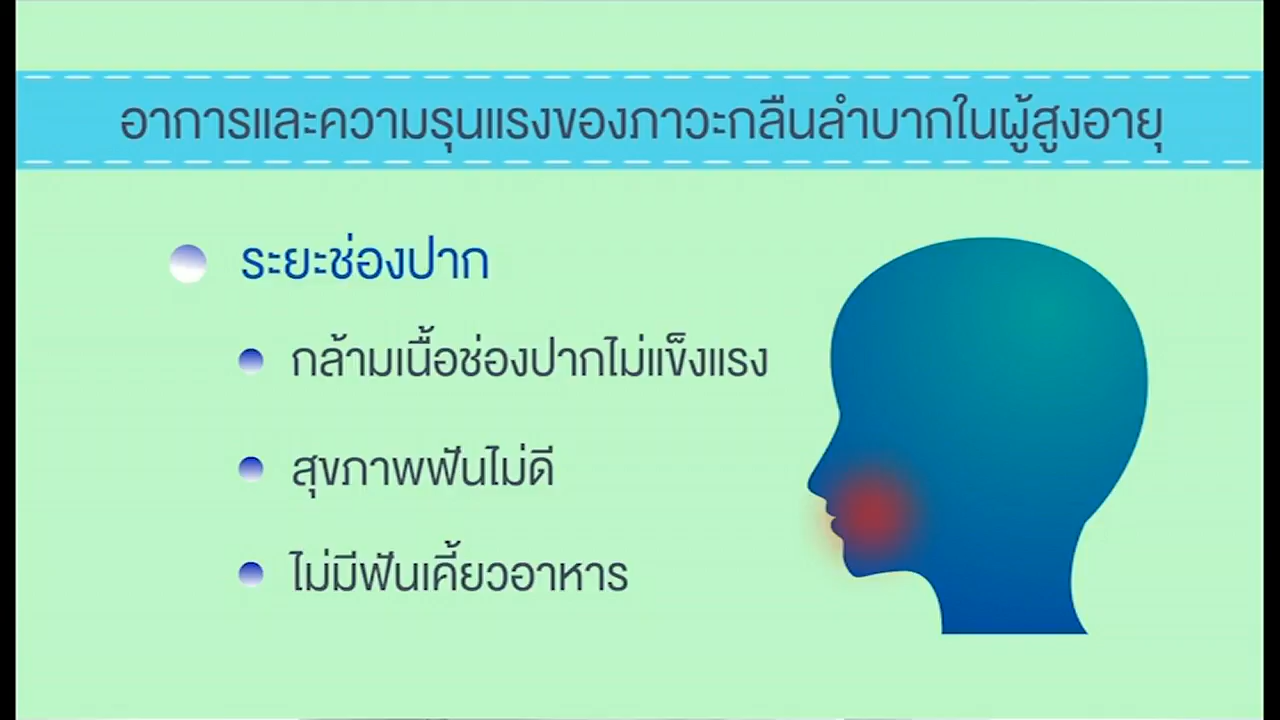 อาการและความรุนแรงของภาวะกลืนลำบากในผู้สูงอายุ
ระยะช่องปาก
กล้ามเนื้อช่องปากไม่แข็งแรง
สุขภาพฟันไม่ดี
ไม่มีฟันเคี้ยวอาหาร